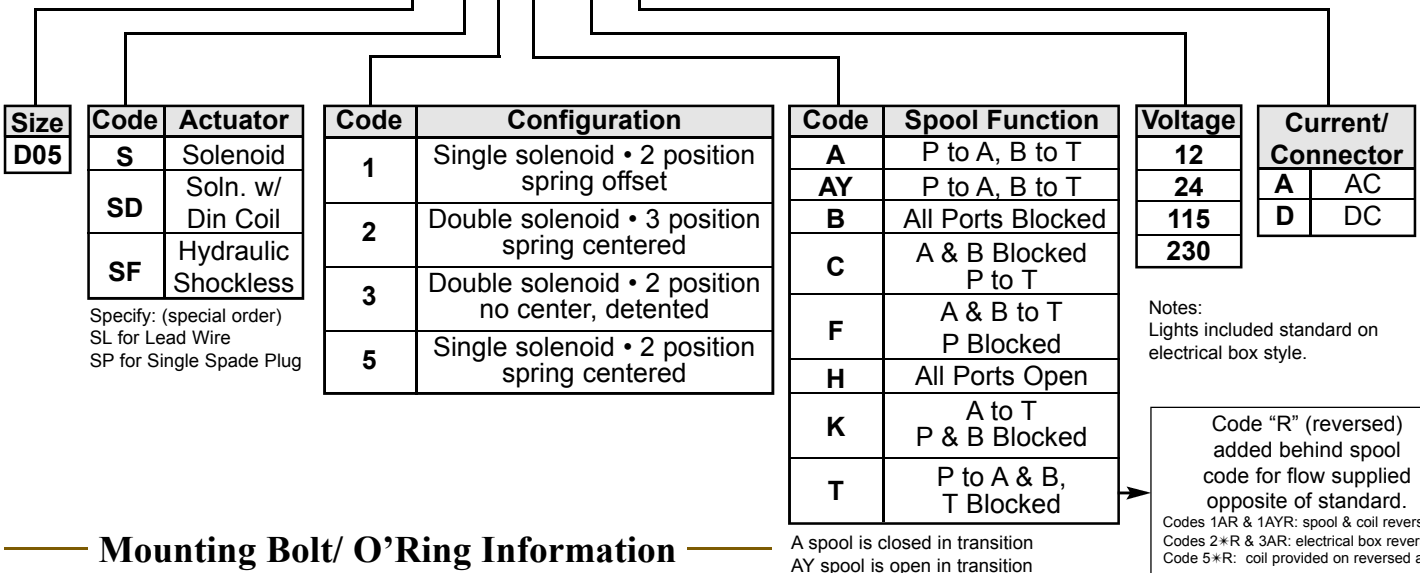 Size
D05
Code Actuator
S Solenoid
SD Soln. w/
Din Coil
SF Hydraulic
Shockless
Specify: (special order)
SL for Lead Wire
SP for Single Spade Plug
Code Configuration
1 Single solenoid • 2 position
spring offset
2 Double solenoid • 3 position
spring centered
3 Double solenoid • 2 position
no center, detented
5 Single solenoid • 2 position
spring centered
Code Spool Function
A P to A, B to T
AY P to A, B to T
B All Ports Blocked
C A & B Blocked
P to T
F A & B to T
P Blocked
H All Ports Open
K A to T
P & B Blocked
T P to A & B,
T Blocked
A spool is closed in transition
AY spool is open in transition
Voltage
12
24
115
230
Current/
Connector
A AC
D DC
Notes:
Lights included standard on
electrical box style.
Code “R” (reversed)
added behind spool
code for flow supplied
opposite of standard.
Codes 1AR & 1AYR: spool & coil
Codes 2✳R & 3AR: electrical box
Code 5✳R: coil provided on reversed
Mounting Bolt/ O’Ring Information